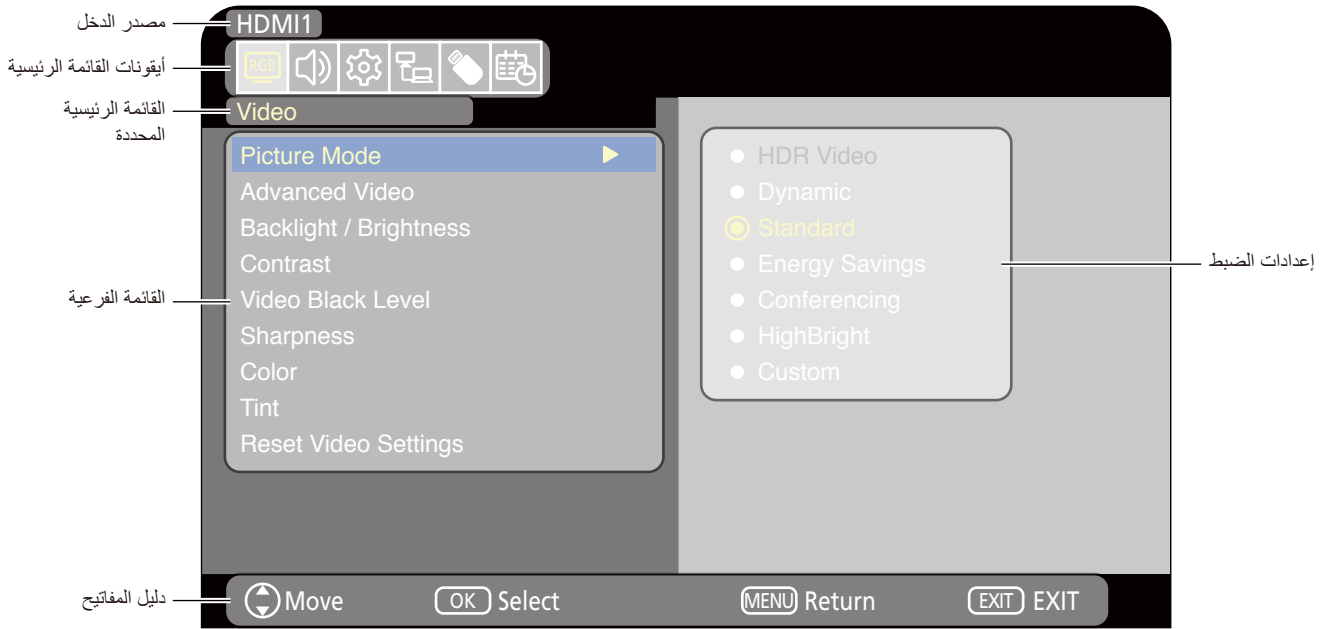 مصدر الدخل
HDMI1
أيقونات القائمة الرئيسية
RGB
القائمة الرئيسية
المحددة
Video
Picture Mode
Advanced Video
Backlight / Brightness
Contrast
Video Black Level
Sharpness
Color
Tint
Reset Video Settings
القائمة الفرعية
HDR Video
Dynamic
Standard
Energy Savings
Conferencing
HighBright
Custom
إعدادات الضبط
دليل المفاتيح
Move OK Select MENU Return EXIT EXIT